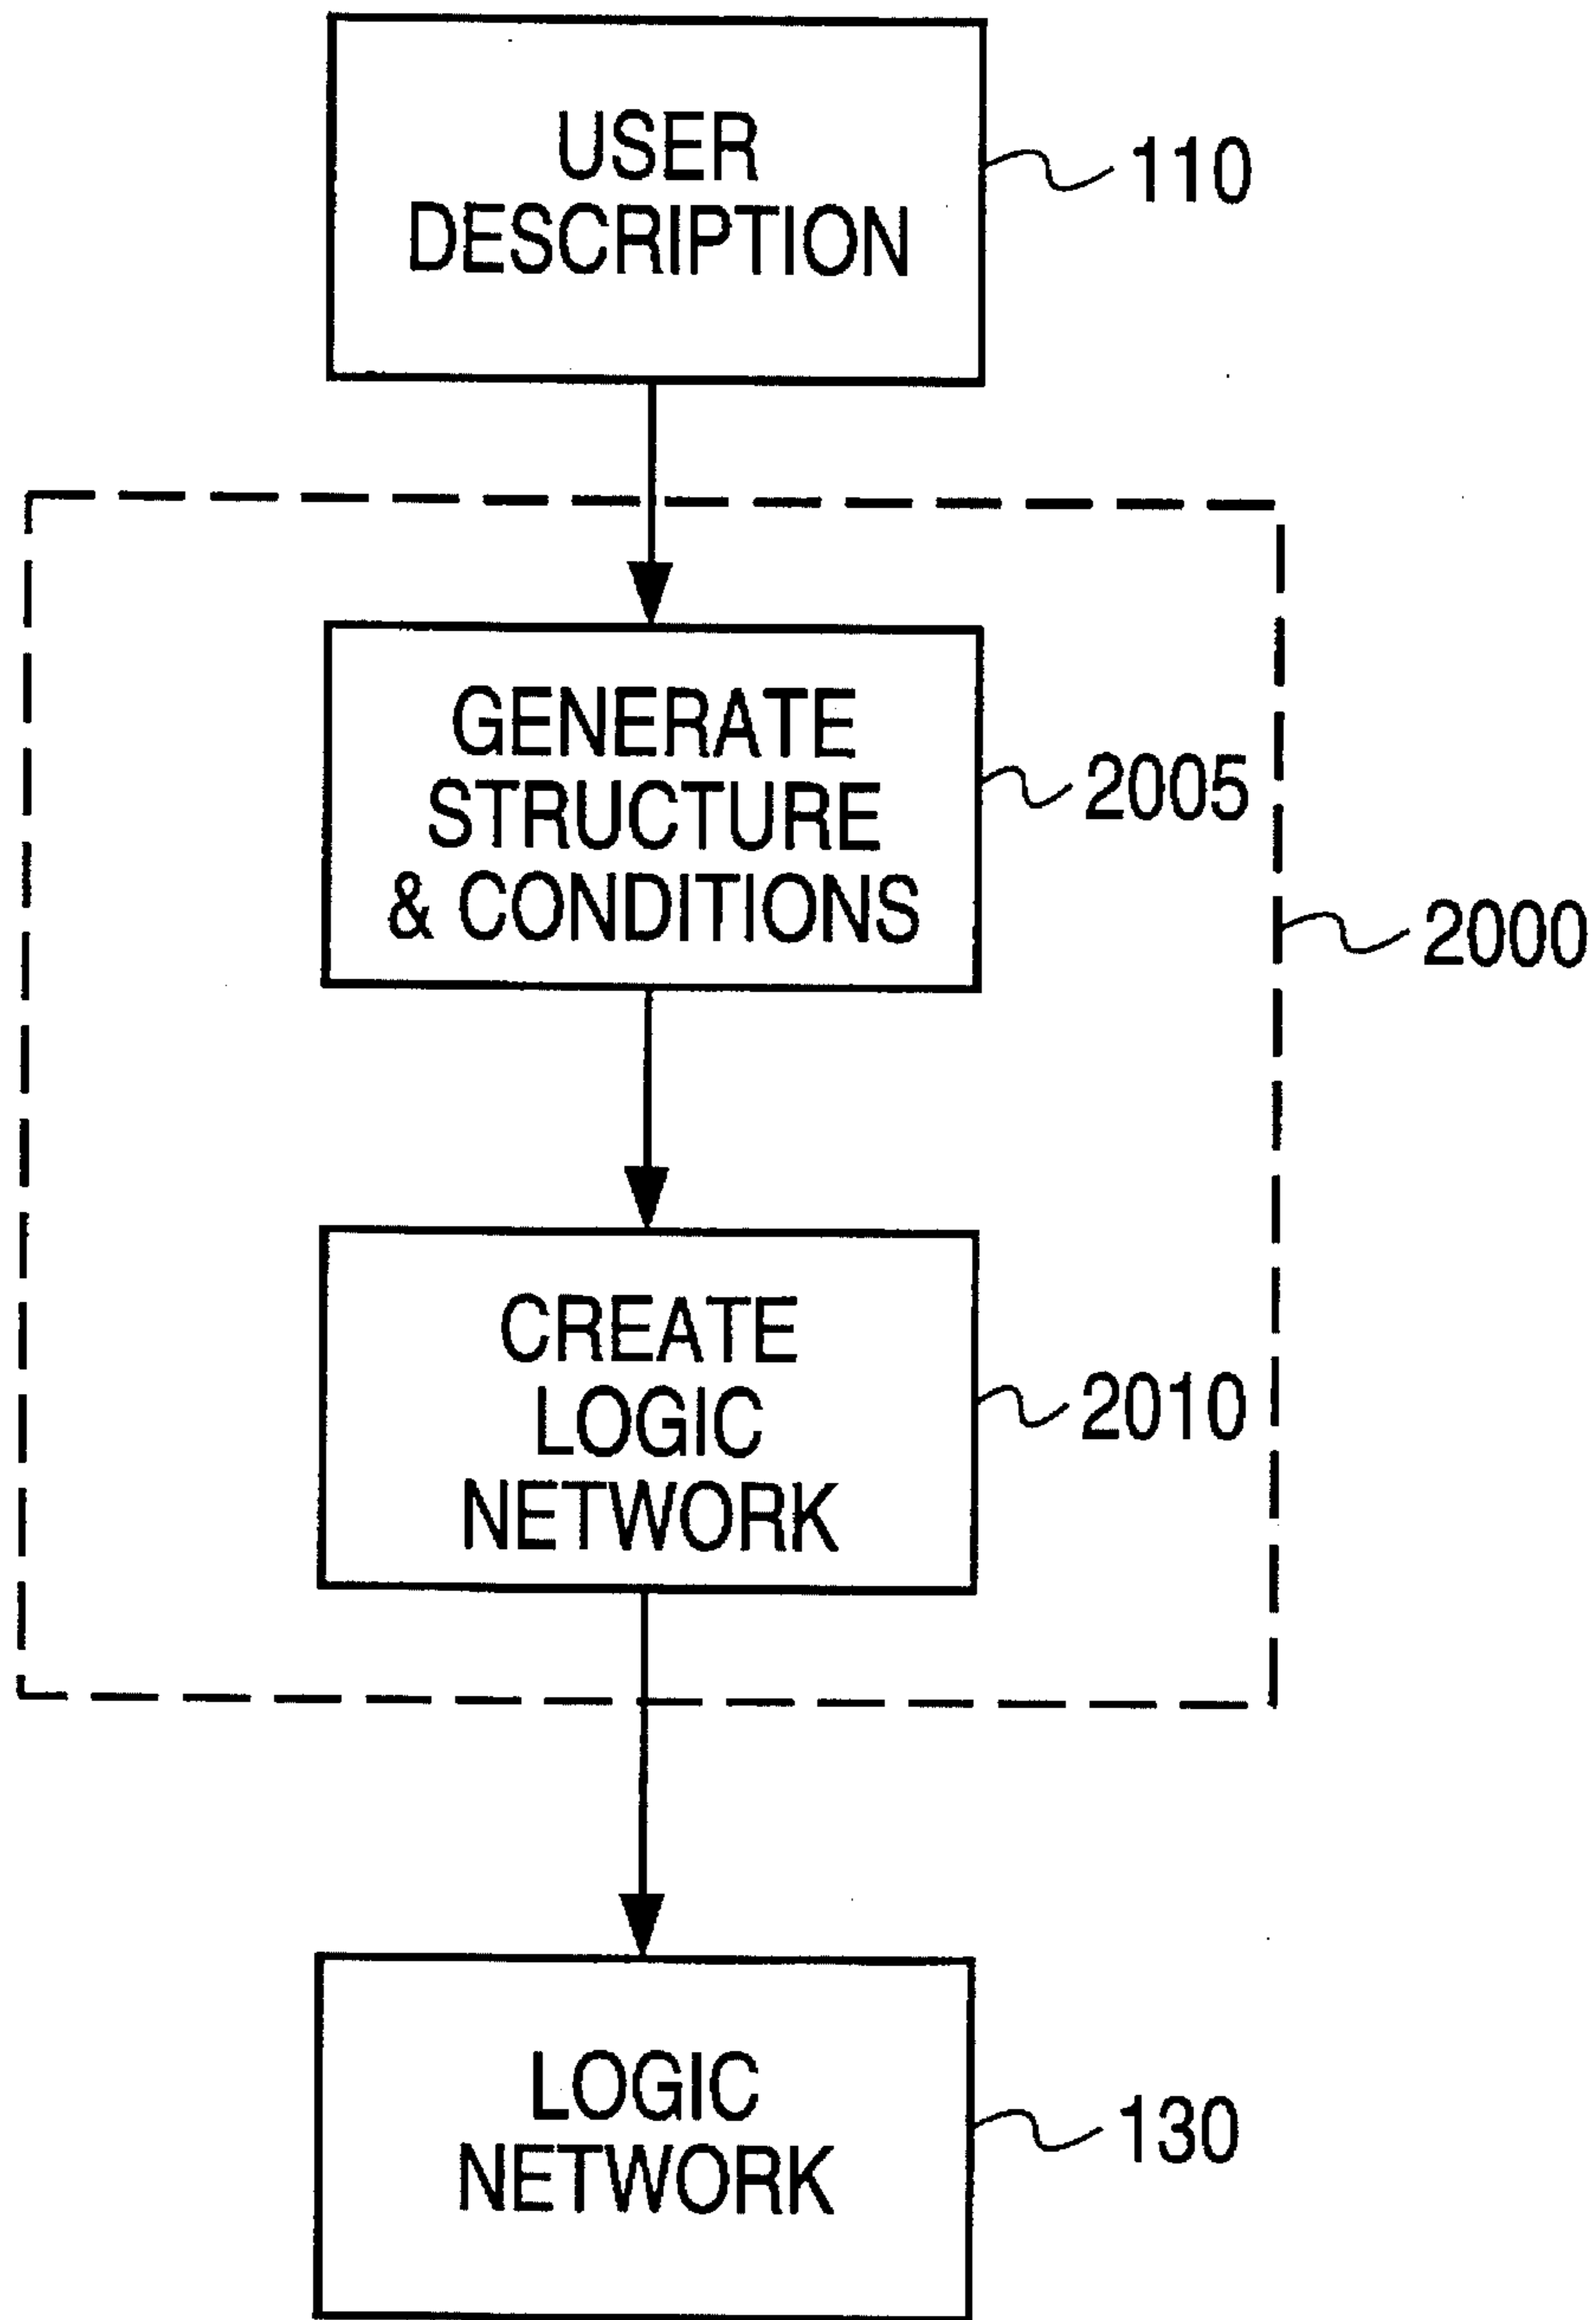 USER
DESCRIPTION
110
GENERATE
STRUCTURE
& CONDITIONS
2005
2000
CREATE
LOGIC
NETWORK
2010
LOGIC
NETWORK
130